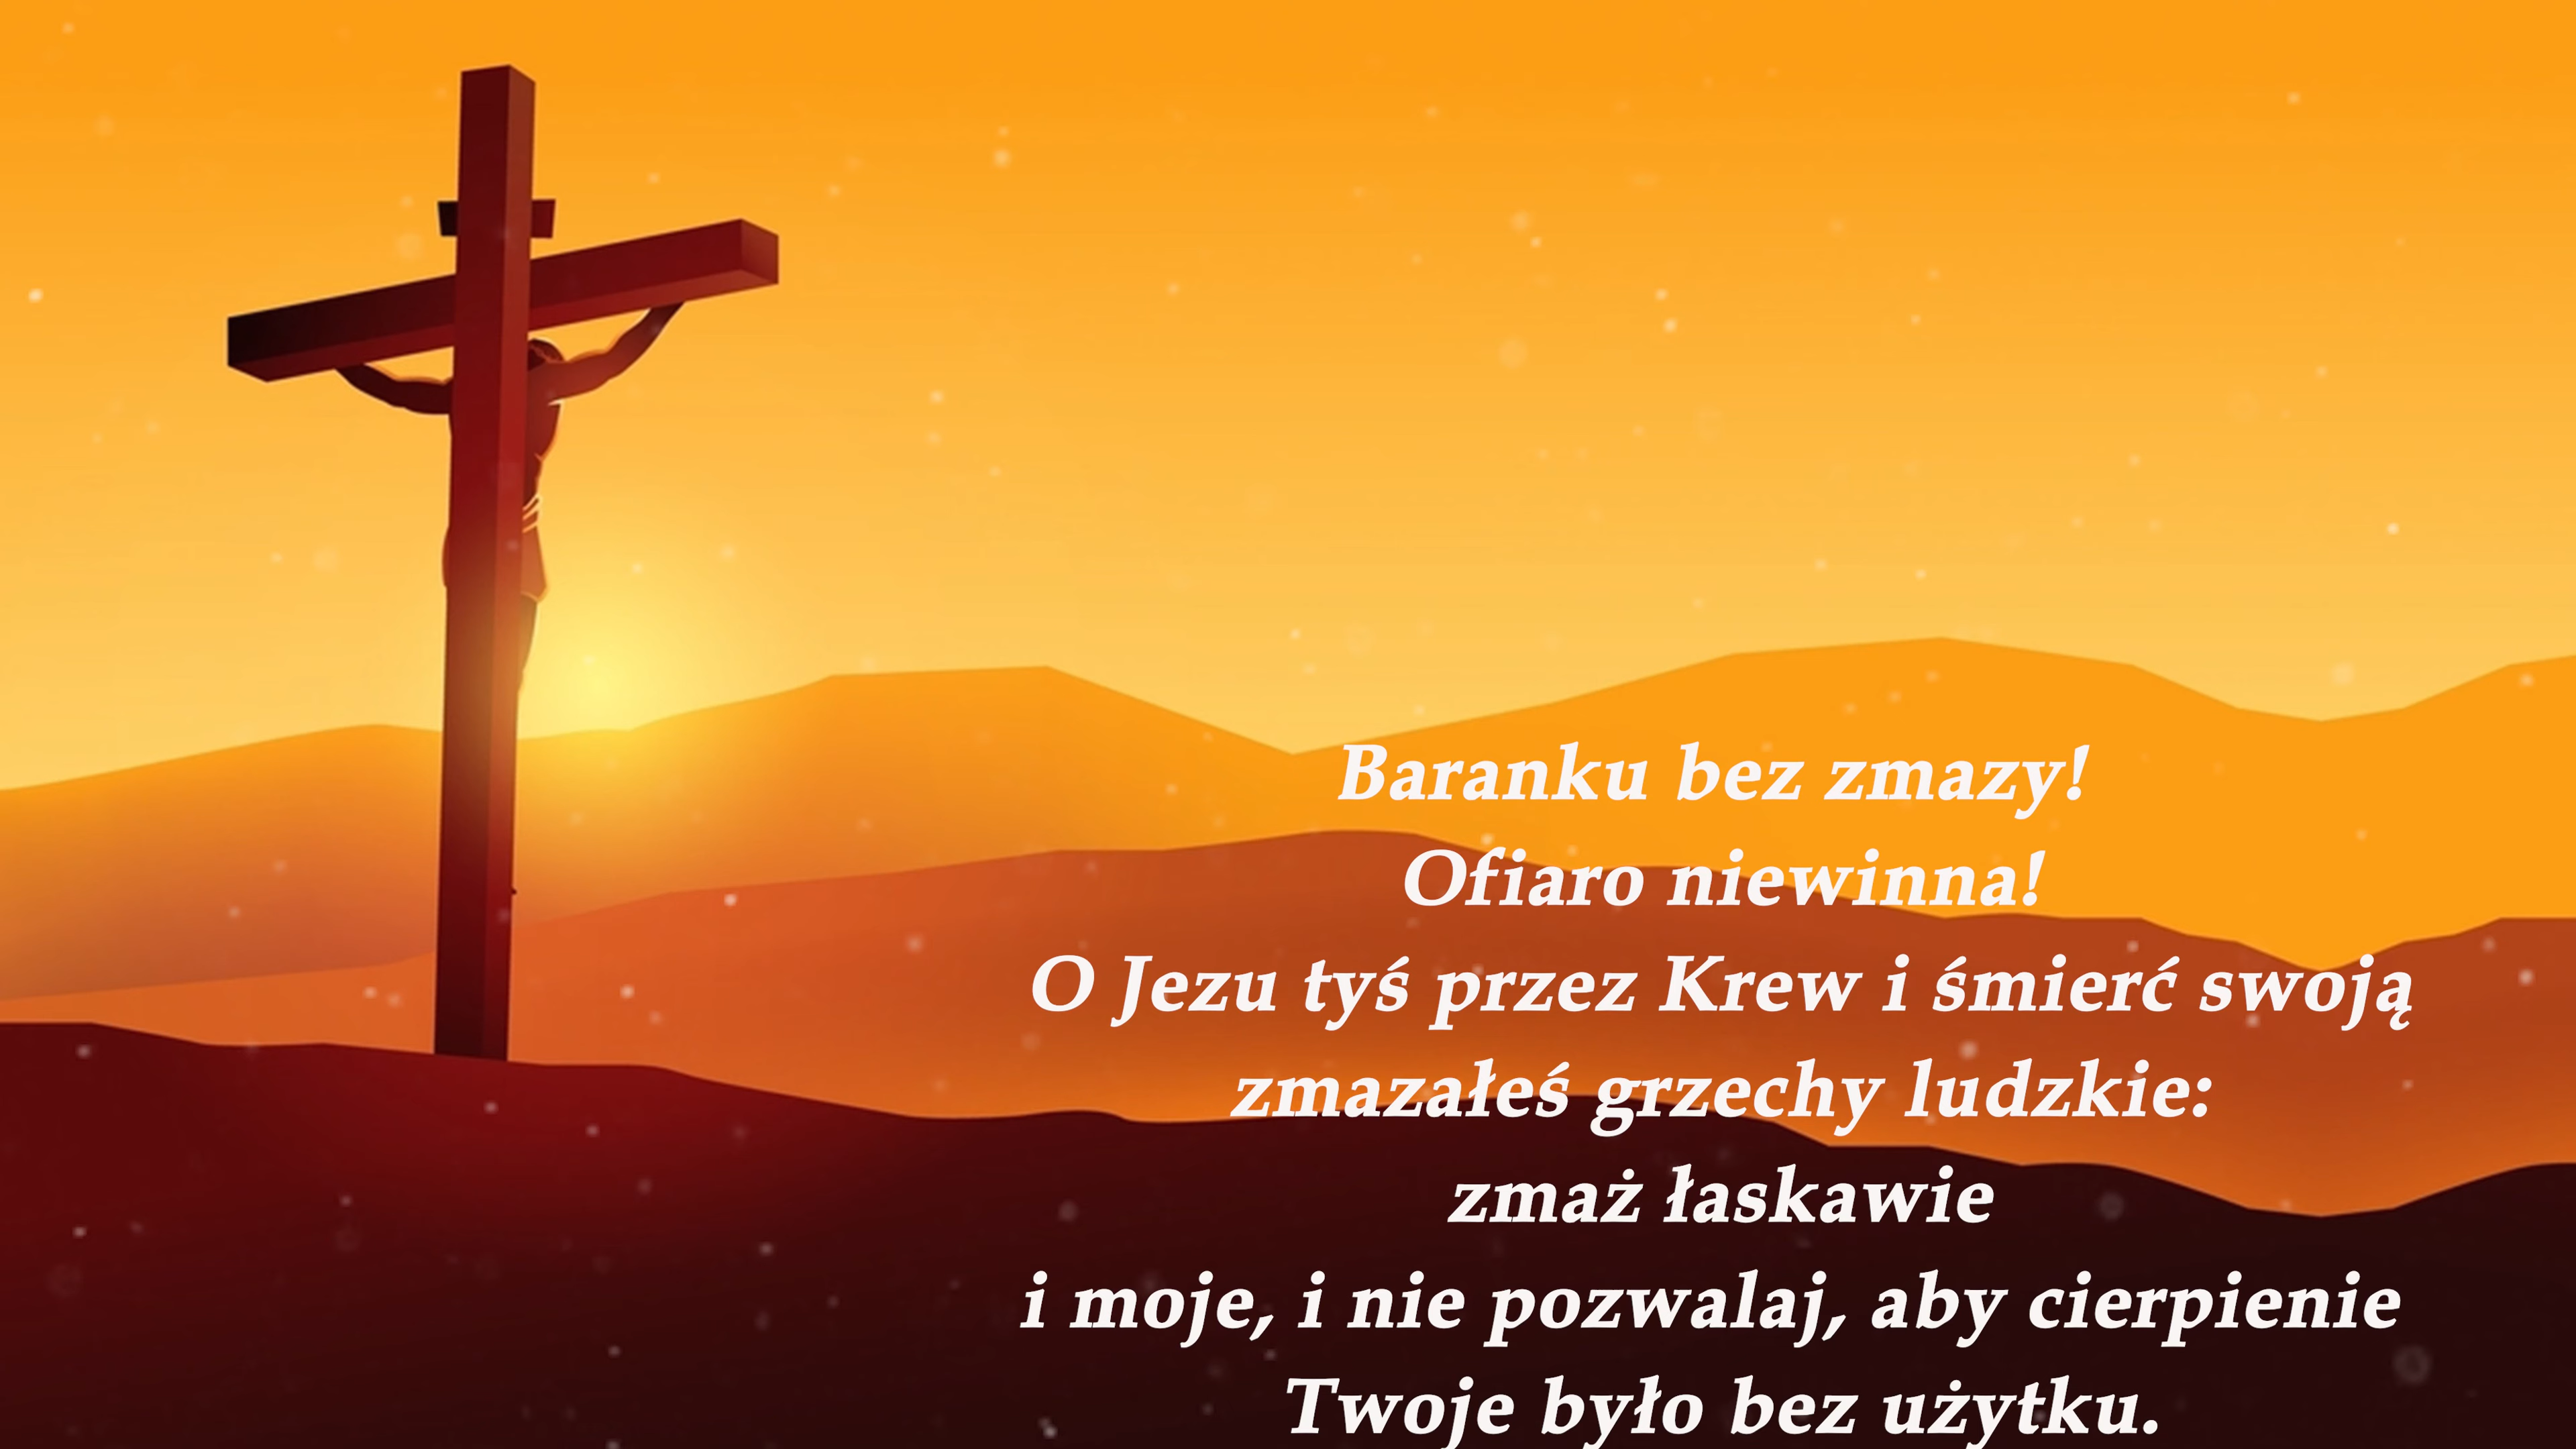 Baranku bez zmazy!
Ofiaro niewinna!
O Jezu tyś przez Krew i śmierć swoją
zmazałeś grzechy ludzkie:
zmaż łaskawie
i moje, i nie pozwalaj, aby cierpienie
Twoje było bez użytku.